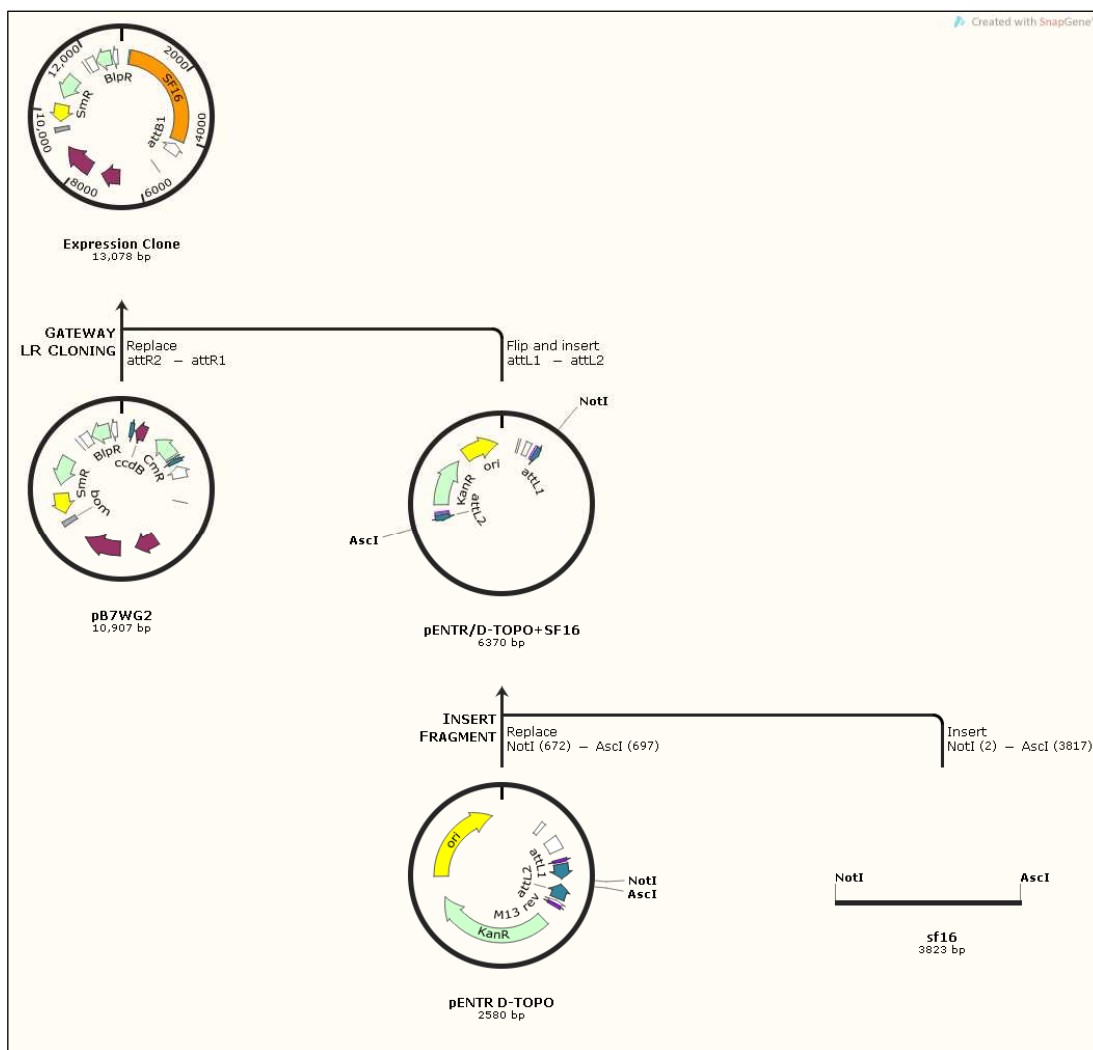 Created with SnapGene
12,000
2000
4000
6000
8000
10,000
BlpR
SF16
SmR
attB1
Expression Clone
13,078 bp
GATEWAY
LR CLONING
Replace
attR2 – attR1
Flip and insert
attL1 – attL2
BlpR
ccdB
CmR
SmR
bom
pB7WG2
10,907 bp
NotI
ori
attL1
KanR
attL2
AscI
pENTR/D-TOPO+SF16
6370 bp
INSERT
FRAGMENT
Replace
NotI (672) – AscI (697)
Insert
NotI (2) – AscI (3817)
ori
attL1
attL2
M13 rev
KanR
NotI
AscI
pENTR D-TOPO
2580 bp
NotI
AscI
sf16
3823 bp